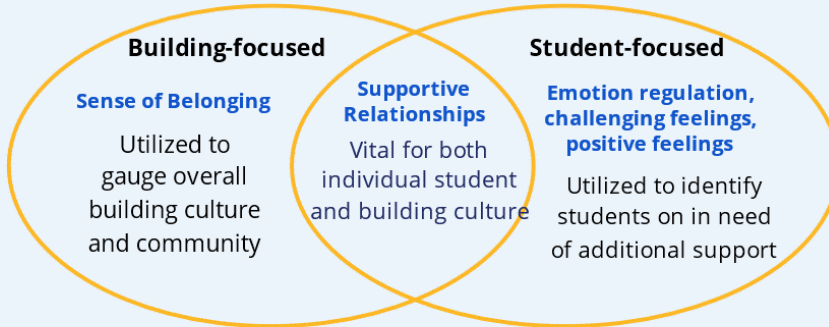 Building-focused
Sense of Belonging
Utilized to
gauge overall
building culture
and community
Supportive
Relationships
Vital for both
individual student
and building culture
Student-focused
Emotion regulation,
challenging feelings,
positive feelings
Utilized to identify
students on in need
of additional support